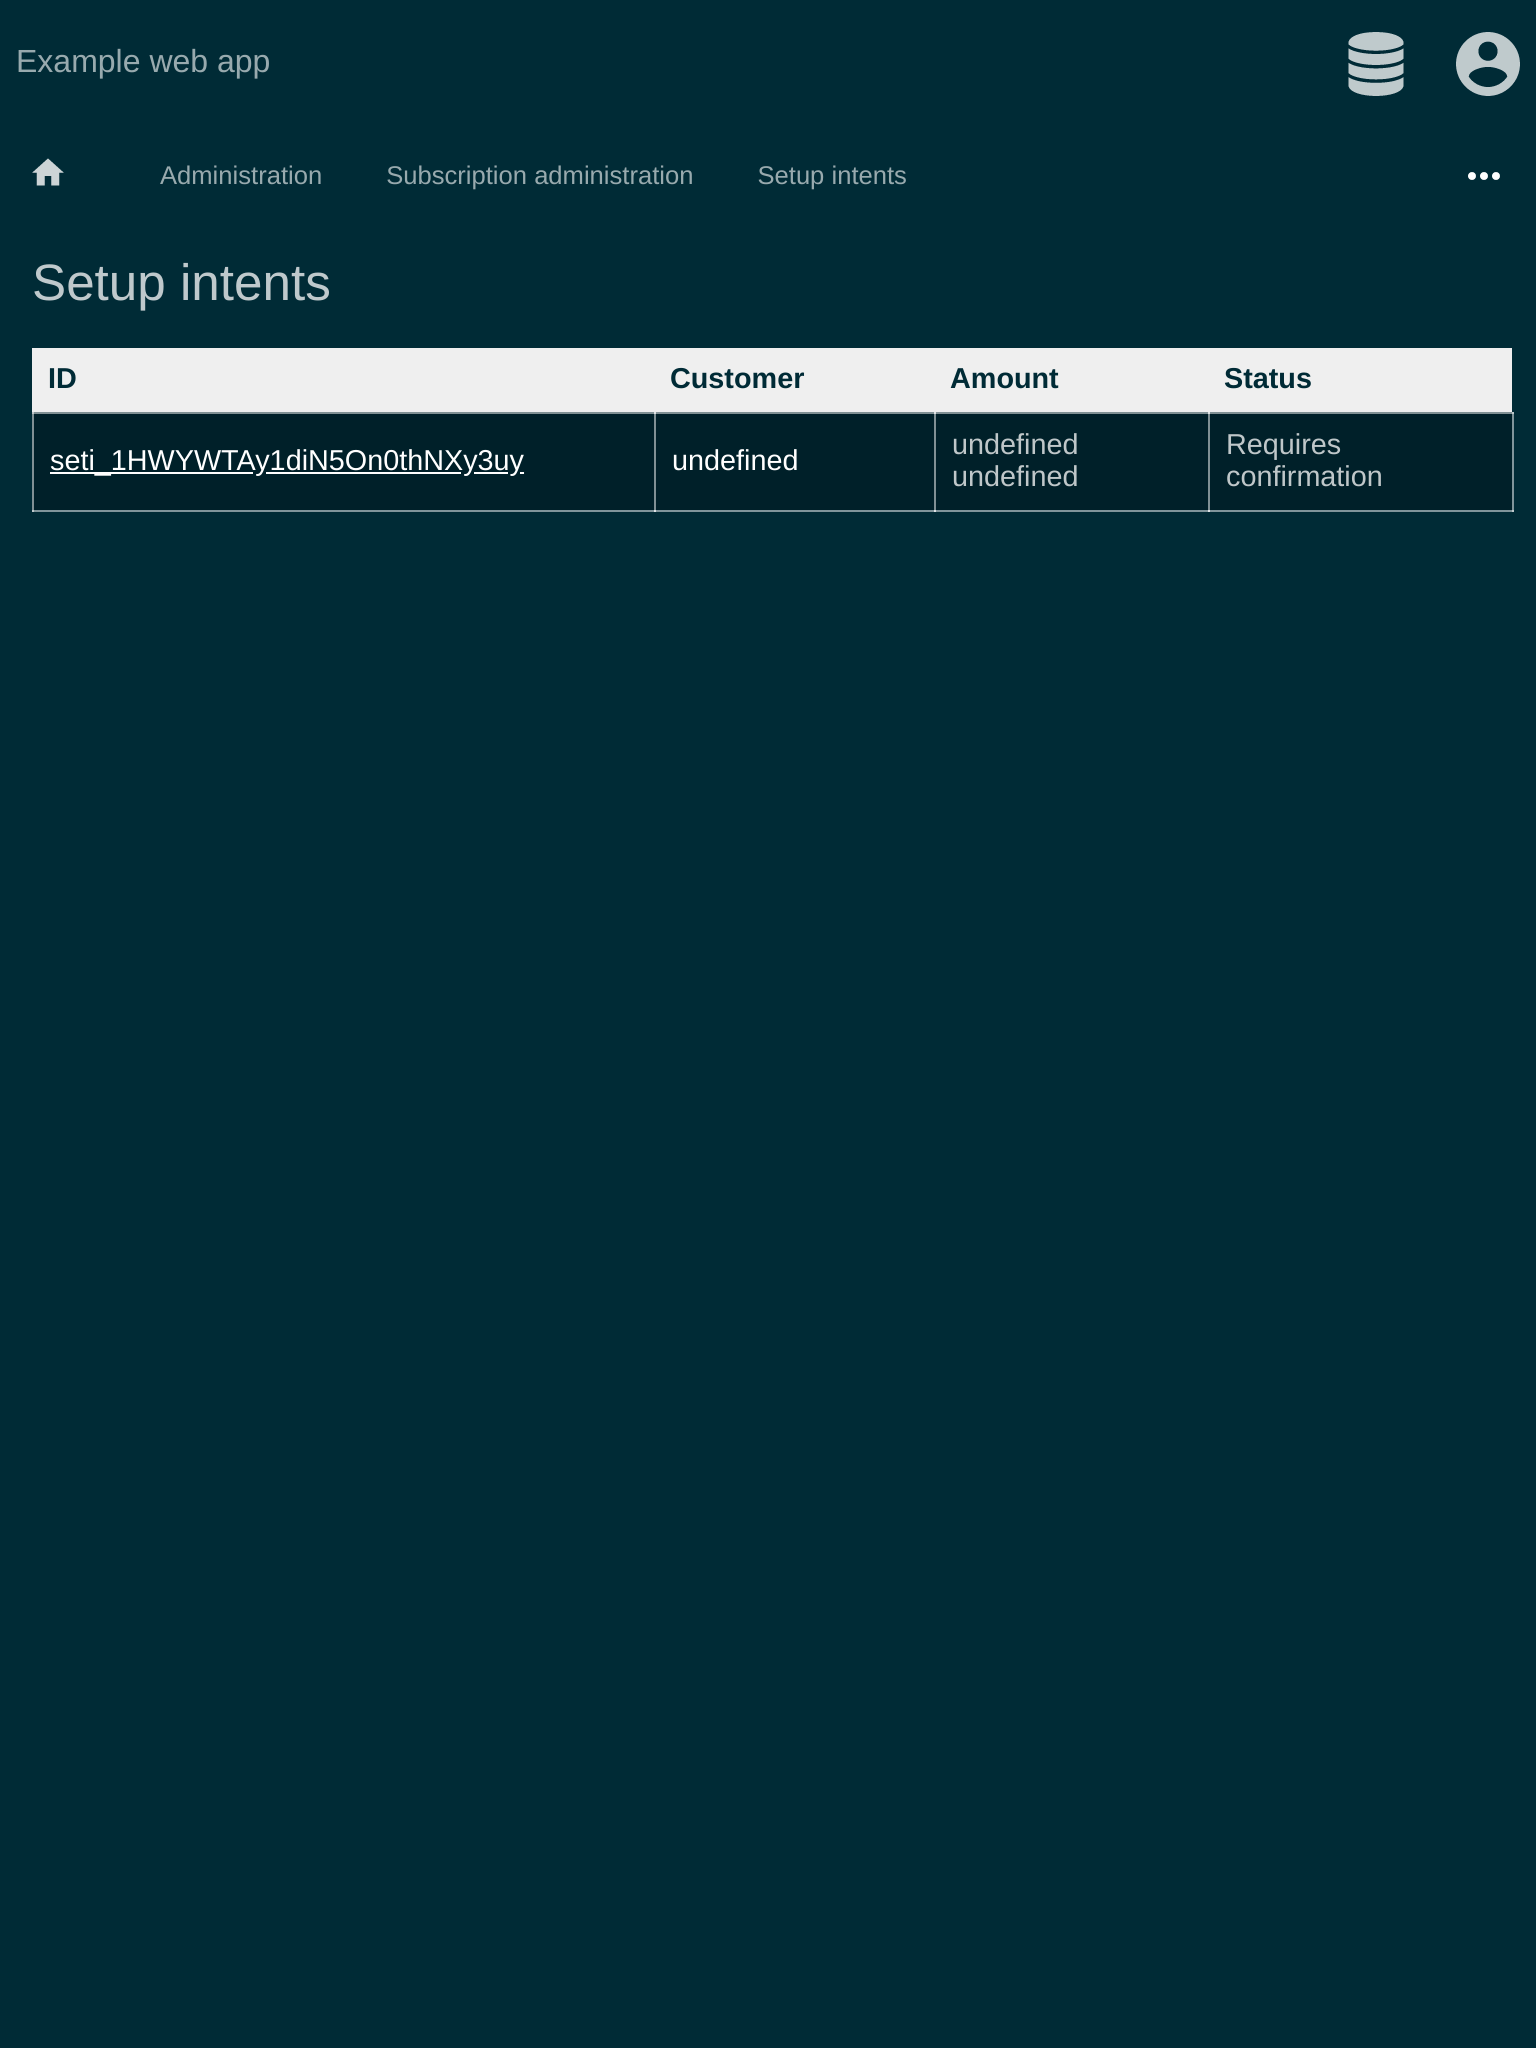 Example web app
Administration Subscription administration Setup intents
Setup intents
ID Customer Amount Status
seti_1HWYWTAy1diN5On0thNXy3uy undefined undefined Requires
undefined confirmation